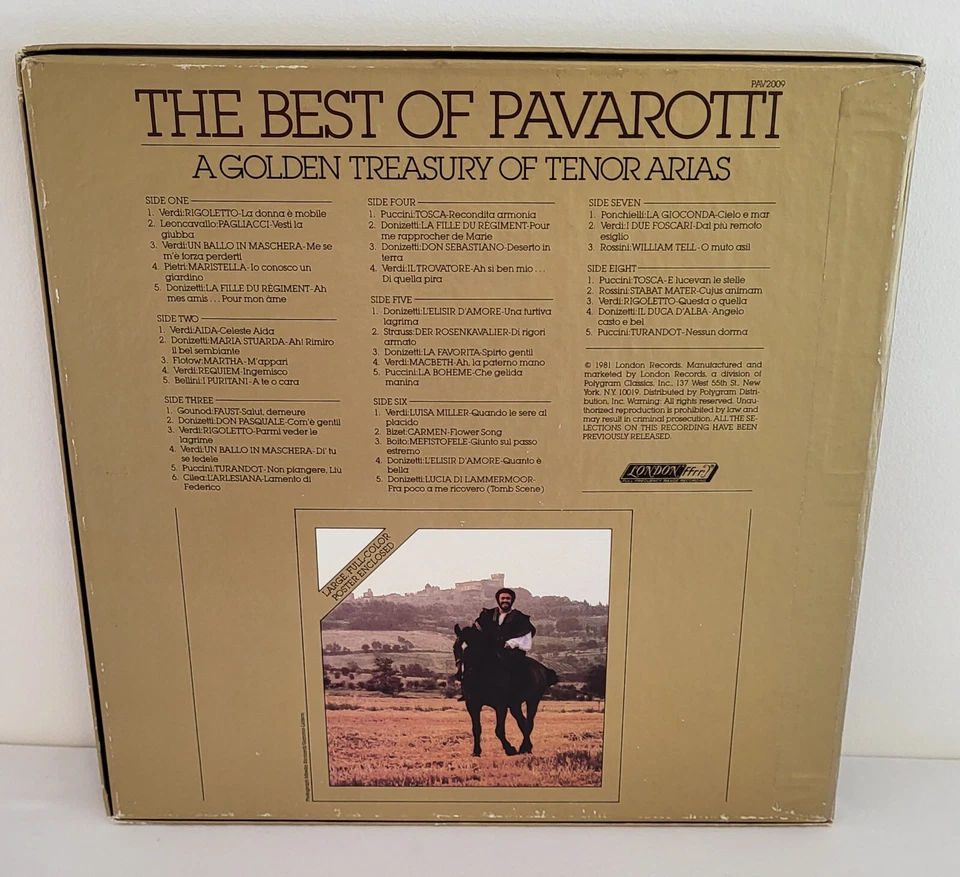 PAV2009
THE BEST OF PAVAROTTI
A GOLDEN TREASURY OF TENOR ARIAS
SIDE ONE
1. Verdi:RIGOLETTO-La donna è mobile
2. Leoncavallo:PAGLIACCI-Vesti la
giubba
3. Verdi:UN BALLO IN MASCHERA-Me se
m'è forza perderti
4. Pietri:MARISTELLA-Io conosco un
giardino
5. Donizetti:LA FILLE DU RÉGIMENT-Ah
mes amis . . . Pour mon àme
SIDE TWO
1. Verdi:AIDA-Celeste Aida
2. Donizetti:MARIA STUARDA-Ah! Rimiro
il bel sembiante
3. Flotow:MARTHA-M'appari
4. Verdi:REQUIEM-Ingemisco
5. Bellini:I PURITANI-A te o cara
SIDE THREE
1. Gounod:FAUST-Salut, demeure
2. Donizetti:DON PASQUALE-Com'è gentil
3. Verdi:RIGOLETTO-Parmi veder le
lagrime
4. Verdi:UN BALLO IN MASCHERA-Di' tu
se fedele
5. Puccini:TURANDOT-Non piangere, Liù
6. Cilea:L'ARLESIANA-Lamento di
Federico
SIDE FOUR
1. Puccini:TOSCA-Recondita armonia
2. Donizetti:LA FILLE DU RÉGIMENT-Pour
me rapprocher de Marie
3. Donizetti:DON SEBASTIANO-Deserto in
terra
4. Verdi:IL TROVATORE-Ah si ben mio . . .
Di quella pira
SIDE FIVE
1. Donizetti:L'ELISIR D'AMORE-Una furtiva
lagrima
2. Strauss:DER ROSENKAVALIER-Di rigori
armato
3. Donizetti:LA FAVORITA-Spirto gentil
4. Verdi:MACBETH-Ah, la paterno mano
5. Puccini:LA BOHEME-Che gelida
manina
SIDE SIX
1. Verdi:LUISA MILLER-Quando le sere al
placido
2. Bizet:CARMEN-Flower Song
3. Boito:MEFISTOFELE-Giunto sul passo
estremo
4. Donizetti:L'ELISIR D'AMORE-Quanto è
bella
5. Donizetti:LUCIA DI LAMMERMOOR-
Fra poco a me ricovero (Tomb Scene)
SIDE SEVEN
1. Ponchielli:LA GIOCONDA-Cielo e mar
2. Verdi:I DUE FOSCARI-Dal più remoto
esiglio
3. Rossini:WILLIAM TELL-O muto asil
SIDE EIGHT
1. Puccini:TOSCA-E lucevan le stelle
2. Rossini:STABAT MATER-Cujus animam
3. Verdi:RIGOLETTO-Questa o quella
4. Donizetti:IL DUCA D'ALBA-Angelo
casto e bel
5. Puccini:TURANDOT-Nessun dorma
© 1981 London Records. Manufactured and
marketed by London Records, a division of
Polygram Classics, Inc., 137 West 55th St., New
York, N.Y. 10019. Distributed by Polygram Distri-
bution, Inc. Warning: All rights reserved. Unau-
thorized reproduction is prohibited by law and
may result in criminal prosecution. ALL THE SE-
LECTIONS ON THIS RECORDING HAVE BEEN
PREVIOUSLY RELEASED.
LONDON ffrr
FULL FREQUENCY RANGE RECORDING
LARGE, FULL-COLOR
POSTER ENCLOSED